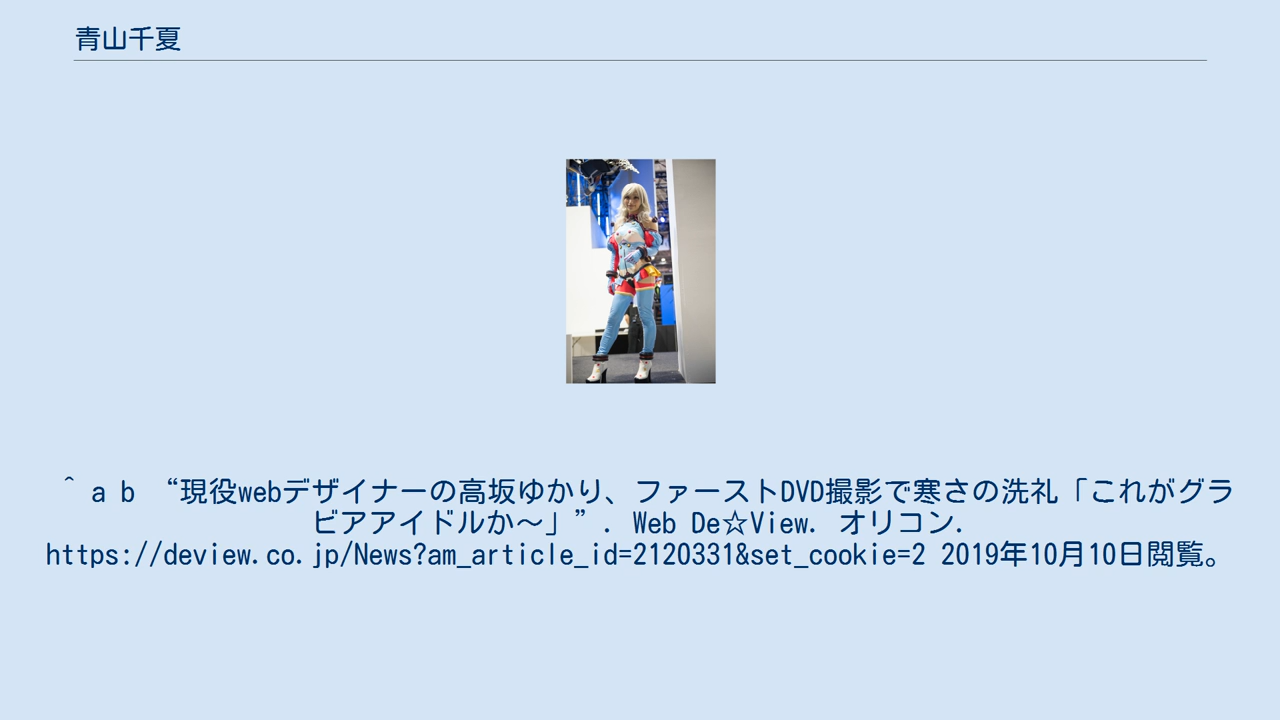 青山千夏
^ a b “現役webデザイナーの高坂ゆかり、ファーストDVD撮影で寒さの洗礼「これがグラ
ビアアイドルか〜」”. Web De☆View. オリコン.
https://deview.co.jp/News?am_article_id=2120331&set_cookie=2 2019年10月10日閲覧。